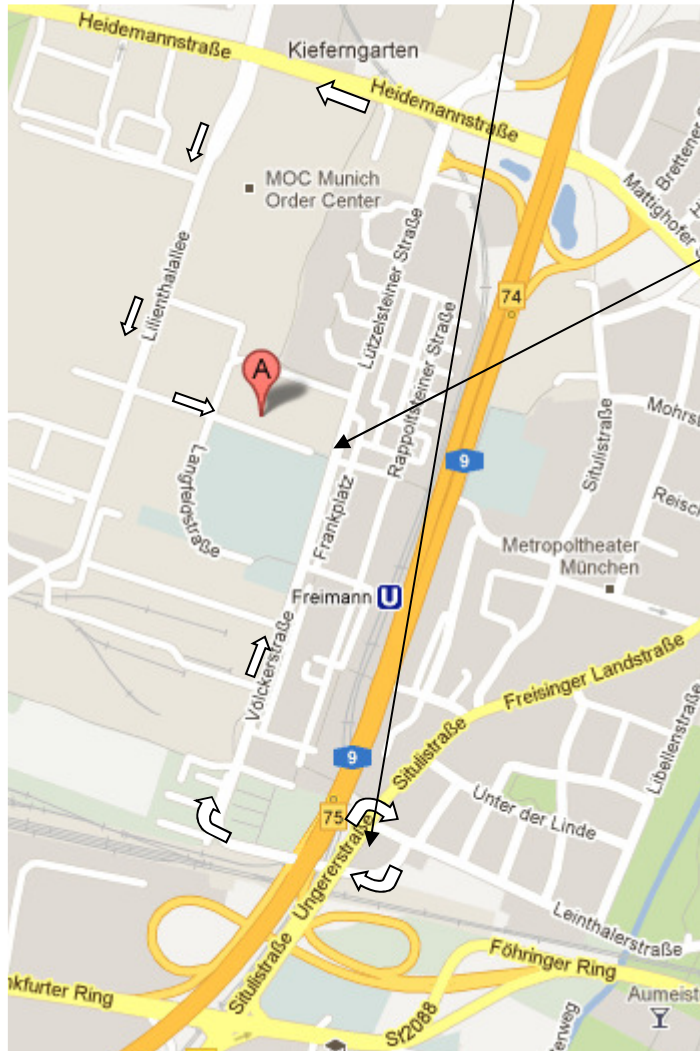 Heidemannstraße
Kieferngarten
Heidemannstraße
MOC Munich
Order Center
Brettener
Mattighofer
Lilienthalallee
Lützelsteiner Straße
74
Rappoltsteiner Straße
A
Situlistraße
Mohrst
9
Langfeldstraße
Frankplatz
Reisch
Metropoltheater
München
Freimann U
Völckerstraße
Freisinger Landstraße
Libellenstraße
9
Situlistraße
75
Unter der Linde
Ungererstraße
Leinthalerstraße
Situlistraße
Föhringer Ring
nkfurter Ring
Aumeist
St2088
erweg